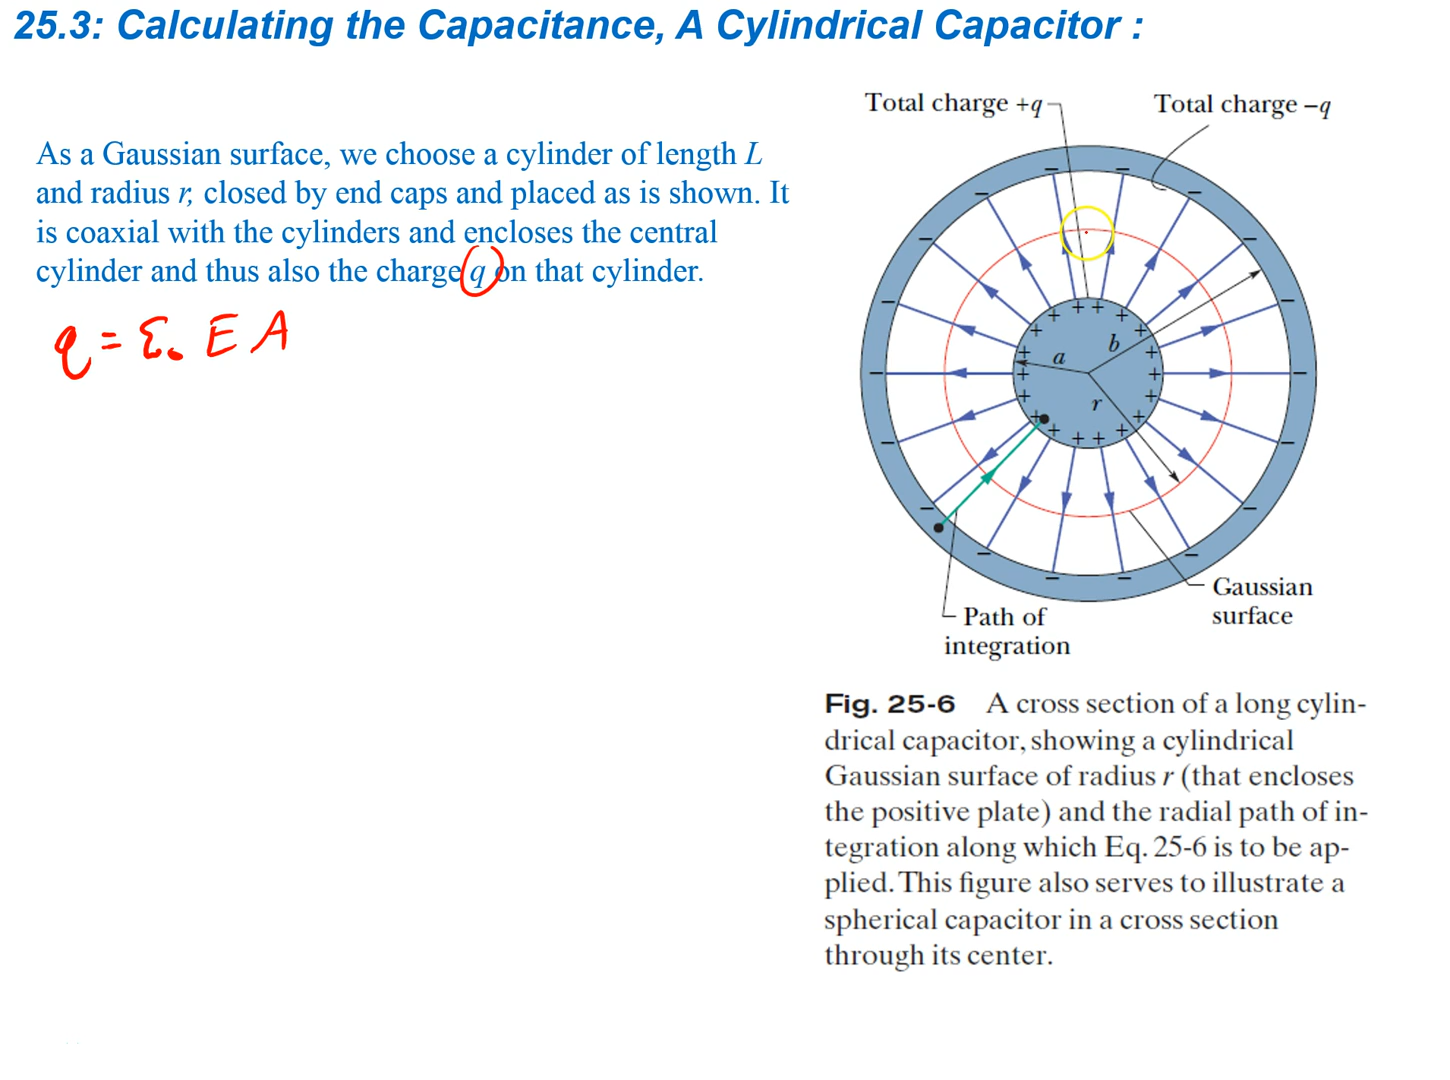 25.3: Calculating the Capacitance, A Cylindrical Capacitor :
As a Gaussian surface, we choose a cylinder of length L
and radius r, closed by end caps and placed as is shown. It
is coaxial with the cylinders and encloses the central
cylinder and thus also the charge q on that cylinder.
q = ε₀ E A
Total charge +q
Total charge −q
a
b
r
Path of
integration
Gaussian
surface
Fig. 25-6 A cross section of a long cylin-
drical capacitor, showing a cylindrical
Gaussian surface of radius r (that encloses
the positive plate) and the radial path of in-
tegration along which Eq. 25-6 is to be ap-
plied. This figure also serves to illustrate a
spherical capacitor in a cross section
through its center.